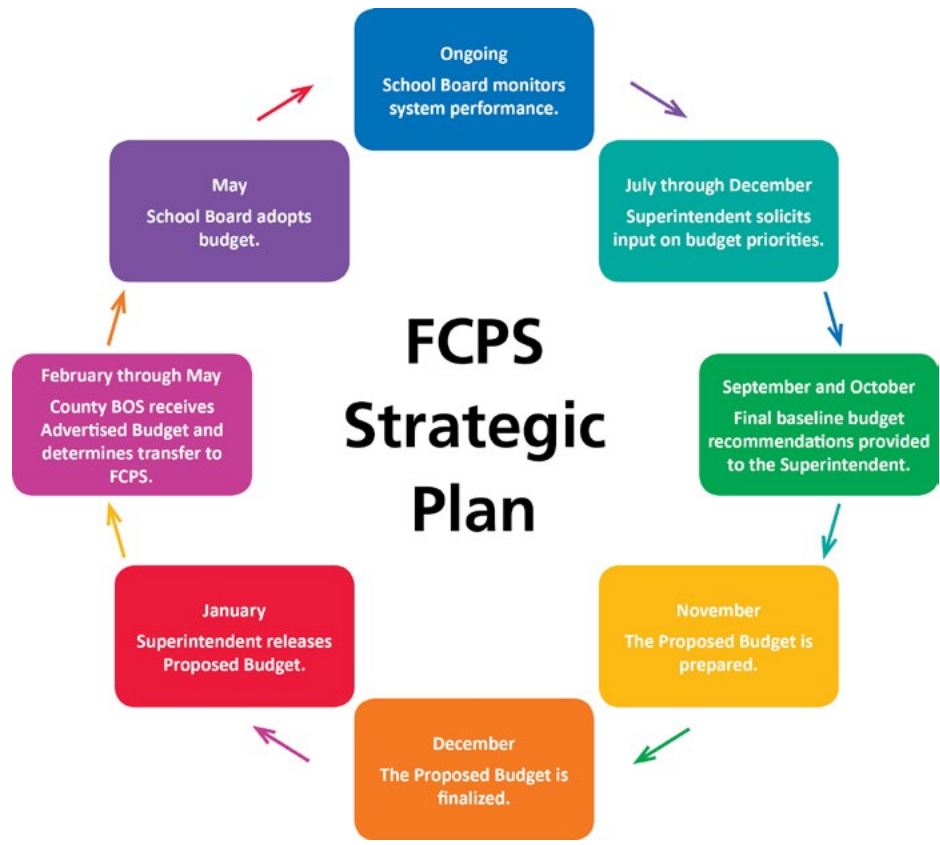 Ongoing
School Board monitors
system performance.
July through December
Superintendent solicits
input on budget priorities.
September and October
Final baseline budget
recommendations provided
to the Superintendent.
November
The Proposed Budget is
prepared.
December
The Proposed Budget is
finalized.
January
Superintendent releases
Proposed Budget.
February through May
County BOS receives
Advertised Budget and
determines transfer to
FCPS.
May
School Board adopts
budget.
FCPS
Strategic
Plan